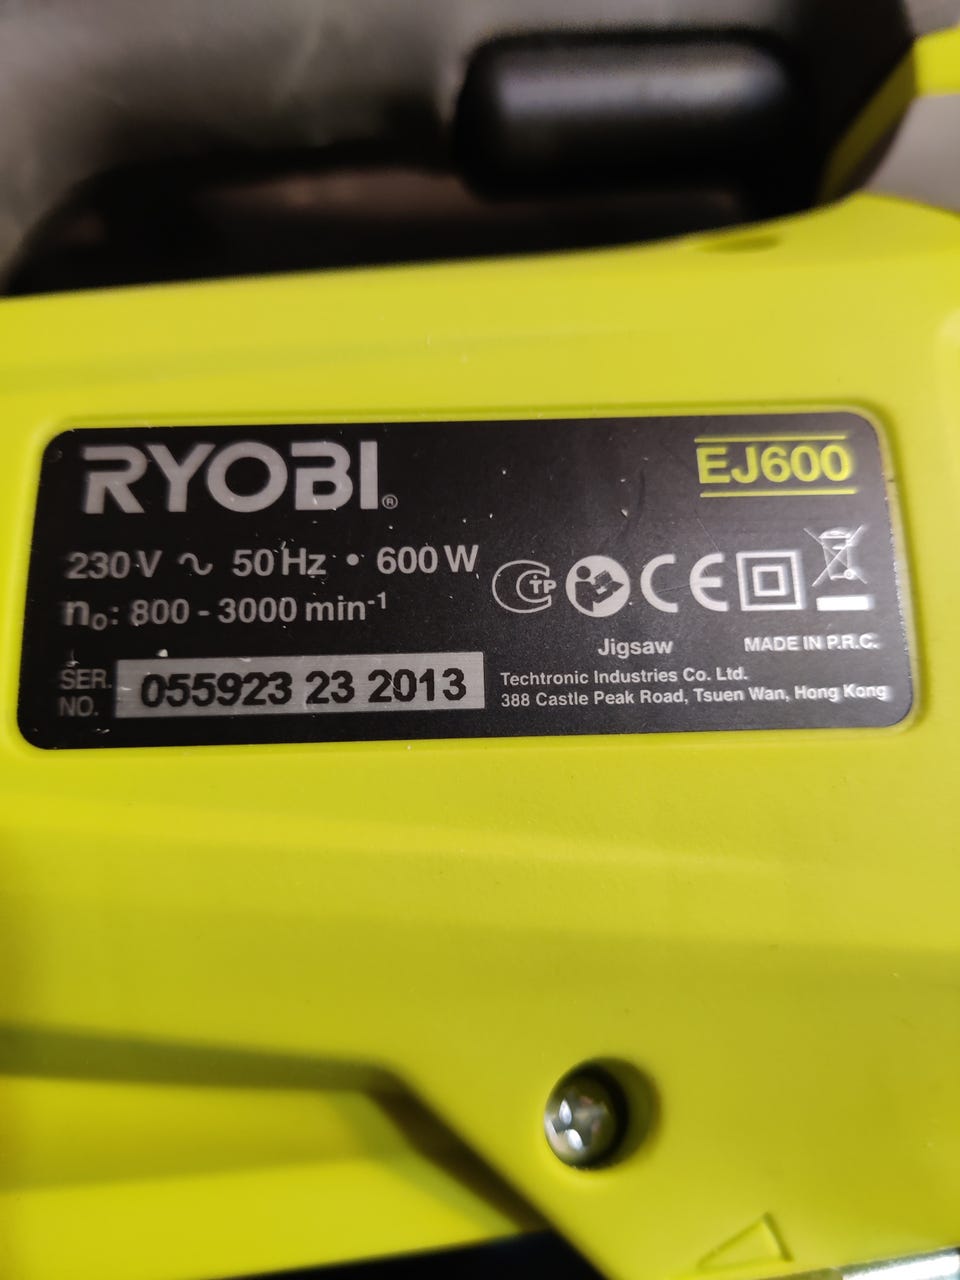 RYOBI®
EJ600
230 V ~ 50 Hz • 600 W
n₀: 800 - 3000 min⁻¹
TP
CE
Jigsaw
MADE IN P.R.C.
SER. NO.
055923 23 2013
Techtronic Industries Co. Ltd.
388 Castle Peak Road, Tsuen Wan, Hong Kong